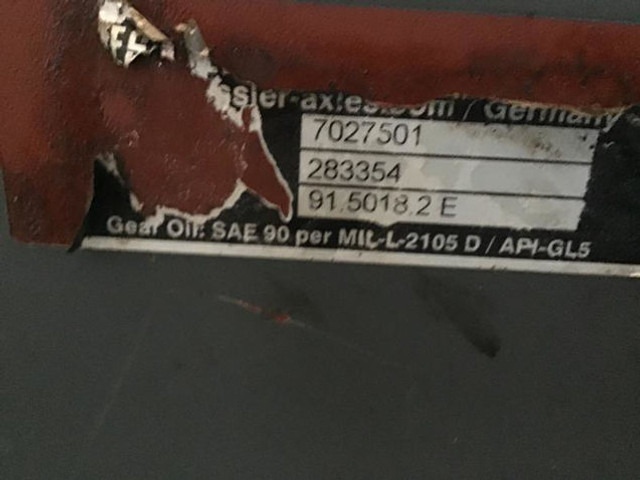 ssler-axles.com / Germany
7027501
283354
91.5018.2 E
Gear Oil: SAE 90 per MIL-L-2105 D / API-GL5